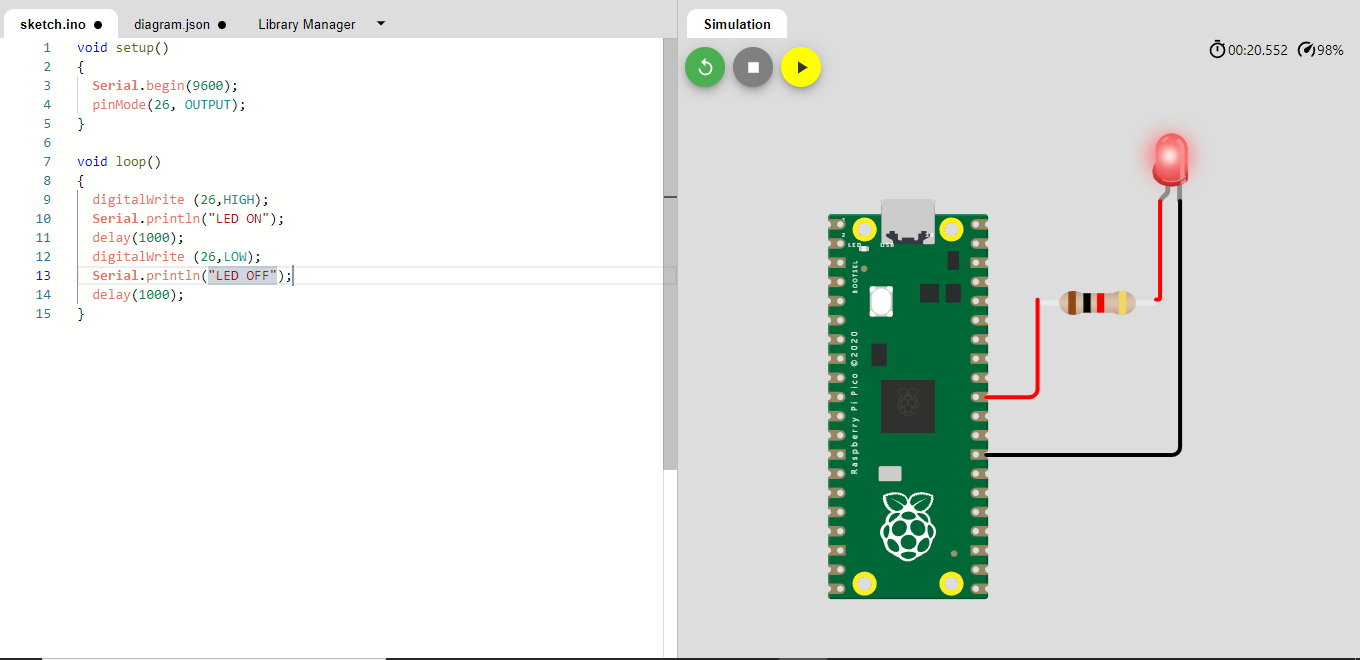 sketch.ino ● diagram.json ● Library Manager
1 void setup()
2 {
3 Serial.begin(9600);
4 pinMode(26, OUTPUT);
5 }
6
7 void loop()
8 {
9 digitalWrite (26,HIGH);
10 Serial.println("LED ON");
11 delay(1000);
12 digitalWrite (26,LOW);
13 Serial.println("LED OFF");
14 delay(1000);
15 }
Simulation
00:20.552 98%
1
2
LED USB
BOOTSEL
Raspberry Pi Pico ©2020